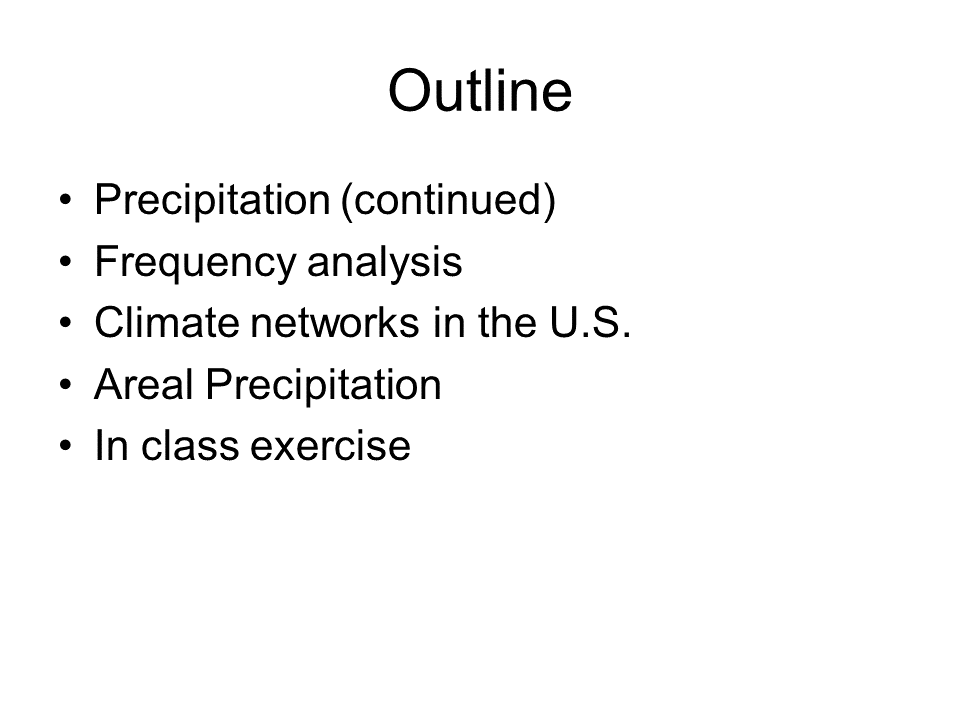 Outline
• Precipitation (continued)
• Frequency analysis
• Climate networks in the U.S.
• Areal Precipitation
• In class exercise